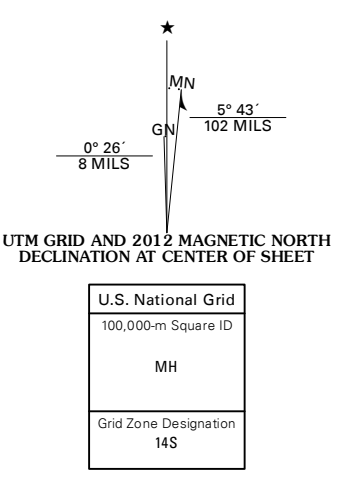 ★
MN
GN
5° 43´
102 MILS
0° 26´
8 MILS
UTM GRID AND 2012 MAGNETIC NORTH
DECLINATION AT CENTER OF SHEET
U.S. National Grid
100,000-m Square ID
MH
Grid Zone Designation
14S